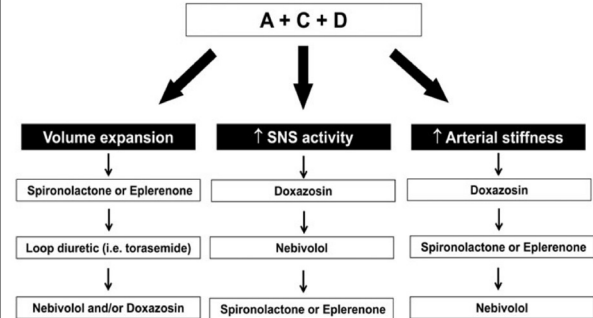 A + C + D
Volume expansion
↑ SNS activity
↑ Arterial stiffness
Spironolactone or Eplerenone
Doxazosin
Doxazosin
Loop diuretic (i.e. torasemide)
Nebivolol
Spironolactone or Eplerenone
Nebivolol and/or Doxazosin
Spironolactone or Eplerenone
Nebivolol